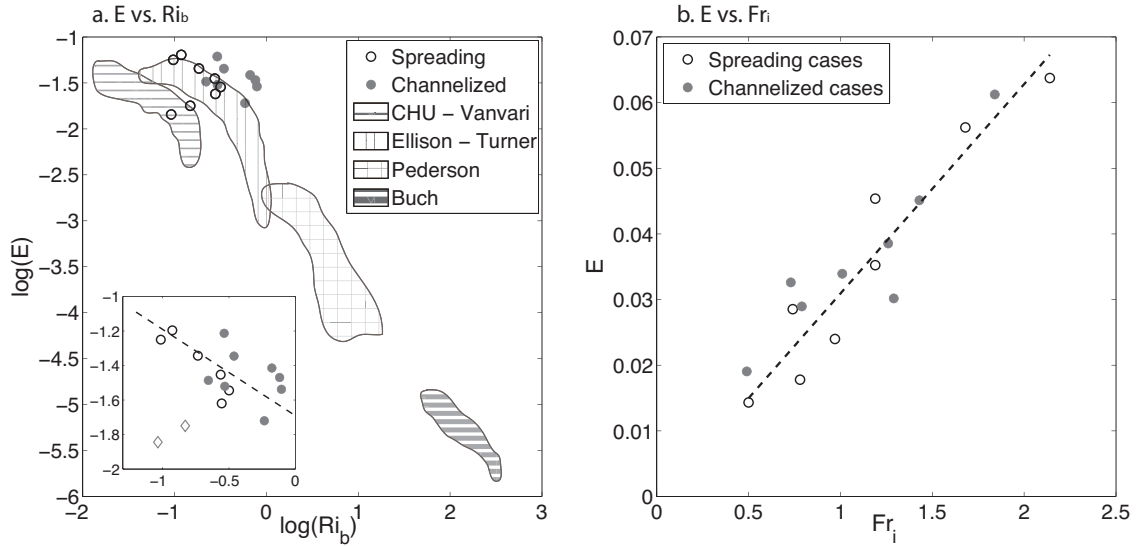 a. E vs. Rib
−1
−1.5
−2
−2.5
−3
−3.5
−4
−4.5
−5
−5.5
−6
log(E)
−2
−1
0
1
2
3
log(Rib)
Spreading
Channelized
CHU − Vanvari
Ellison − Turner
Pederson
Buch
−1
−1.2
−1.4
−1.6
−1.8
−2
−1
−0.5
0
b. E vs. Fri
0.07
0.06
0.05
0.04
0.03
0.02
0.01
0
E
0
0.5
1
1.5
2
2.5
Fri
Spreading cases
Channelized cases